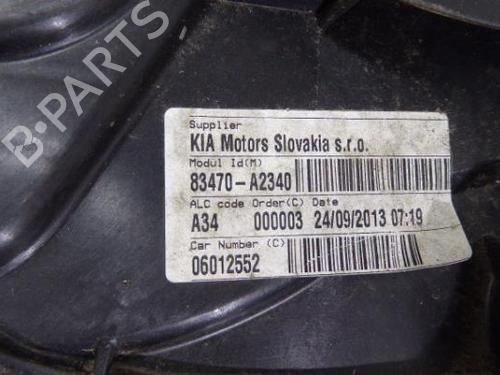 Supplier
KIA Motors Slovakia s.r.o.
Modul Id(M)
83470-A2340
ALC code Order(C) Date
A34 000003 24/09/2013 07:19
Car Number (C)
06012552
B-PARTS